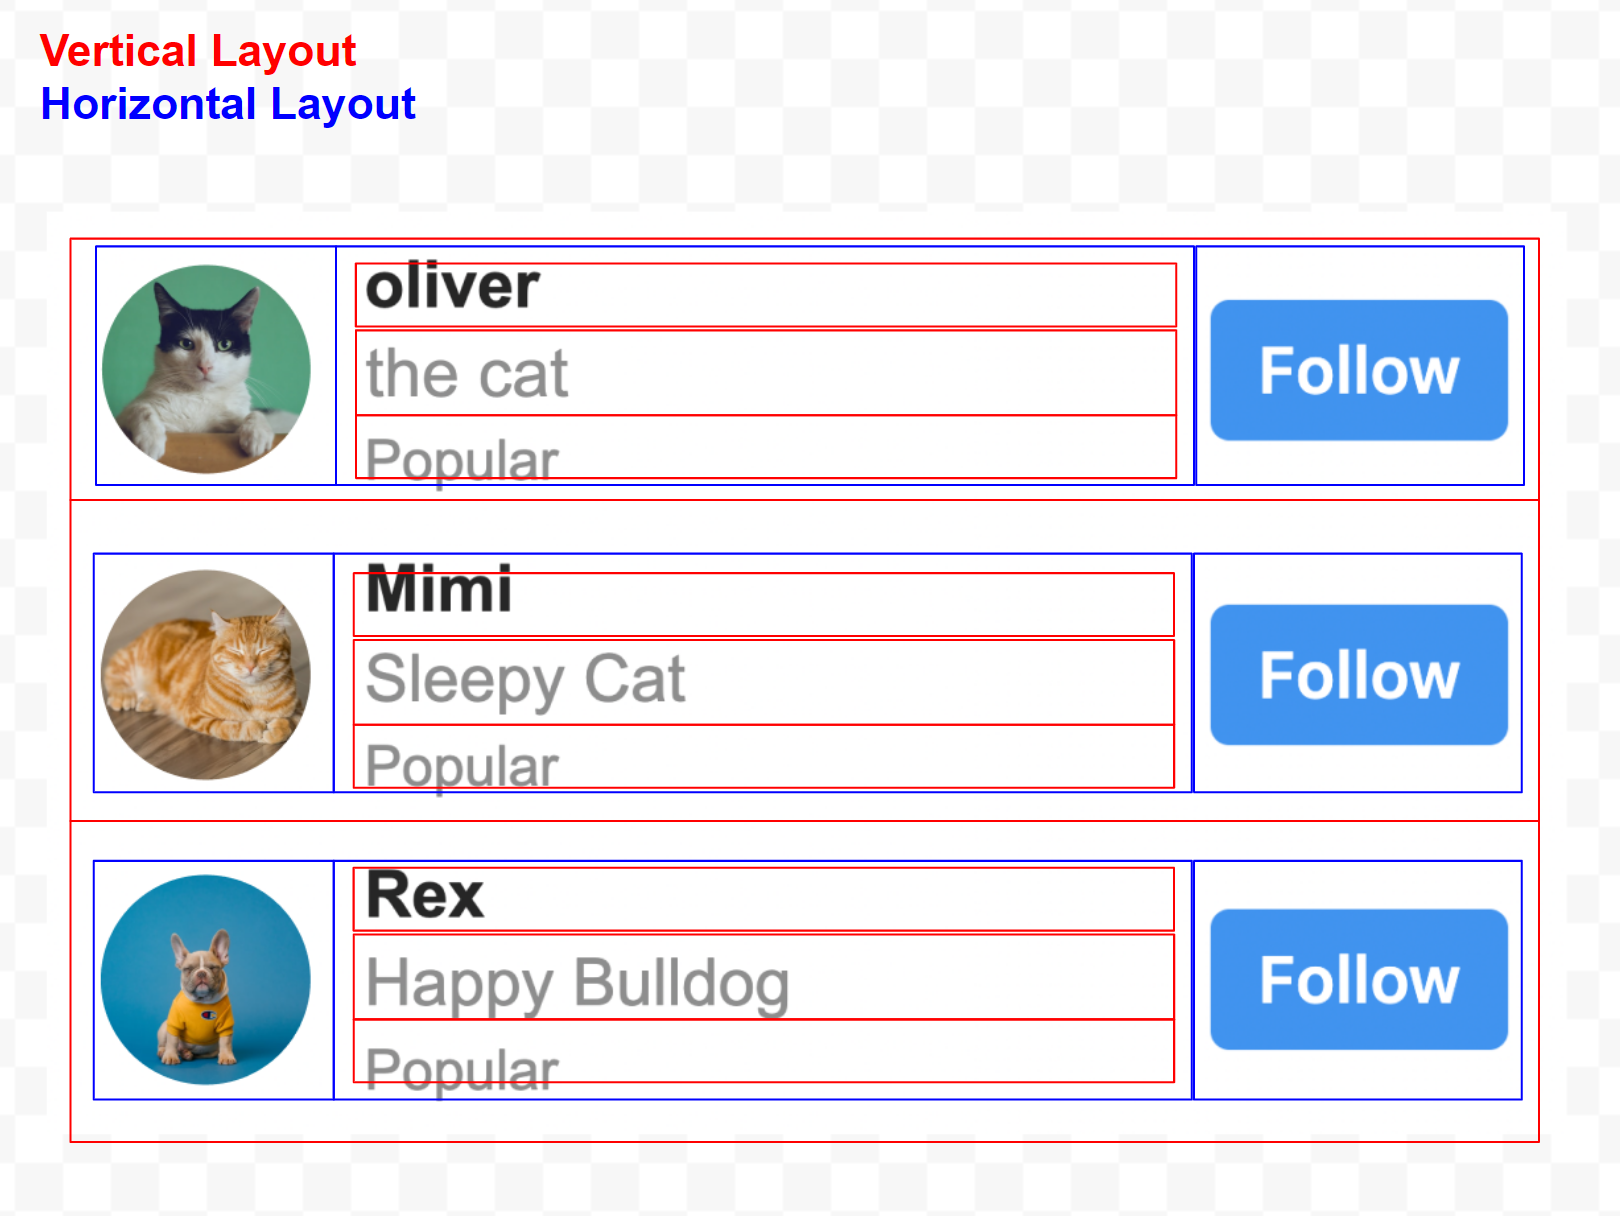 Vertical Layout
Horizontal Layout
oliver
the cat
Popular
Follow
Mimi
Sleepy Cat
Popular
Follow
Rex
Happy Bulldog
Popular
Follow